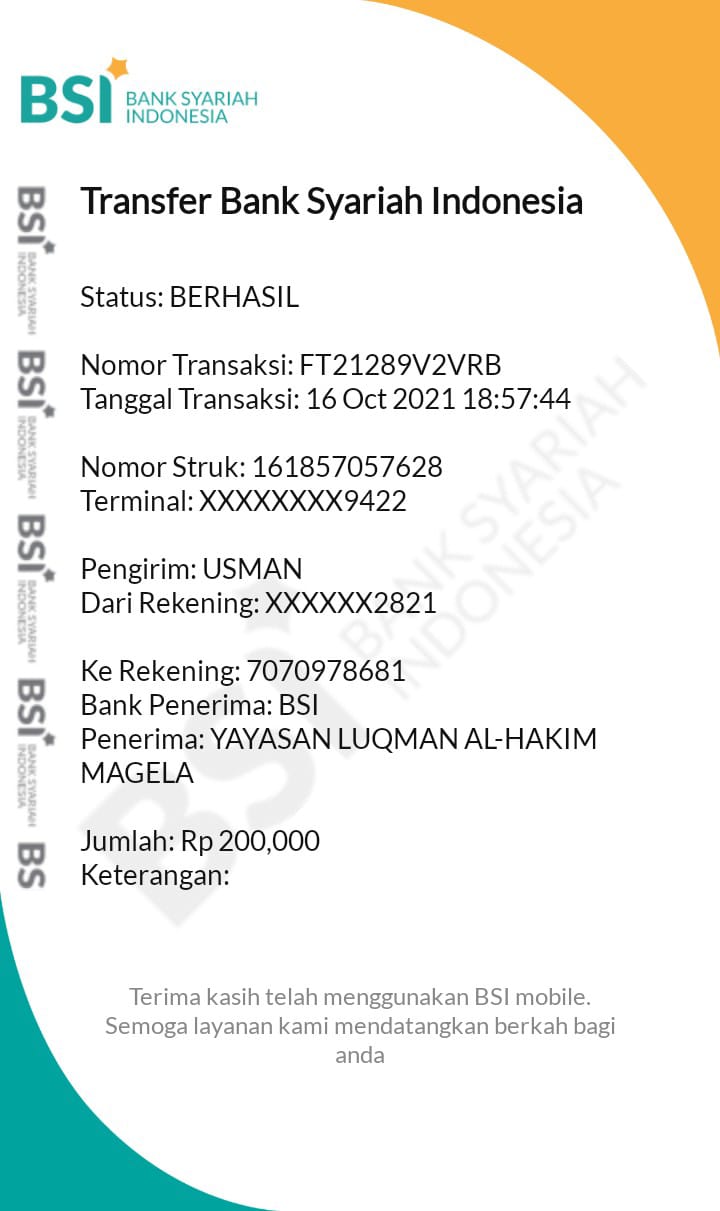 BSI BANK SYARIAH
INDONESIA
Transfer Bank Syariah Indonesia
Status: BERHASIL
Nomor Transaksi: FT21289V2VRB
Tanggal Transaksi: 16 Oct 2021 18:57:44
Nomor Struk: 161857057628
Terminal: XXXXXXXX9422
Pengirim: USMAN
Dari Rekening: XXXXXX2821
Ke Rekening: 7070978681
Bank Penerima: BSI
Penerima: YAYASAN LUQMAN AL-HAKIM
MAGELA
Jumlah: Rp 200,000
Keterangan:
Terima kasih telah menggunakan BSI mobile.
Semoga layanan kami mendatangkan berkah bagi
anda
BSI BANK SYARIAH INDONESIA
BSI BANK SYARIAH INDONESIA
BSI BANK SYARIAH INDONESIA
BSI BANK SYARIAH INDONESIA
BS
BSI BANK SYARIAH
INDONESIA